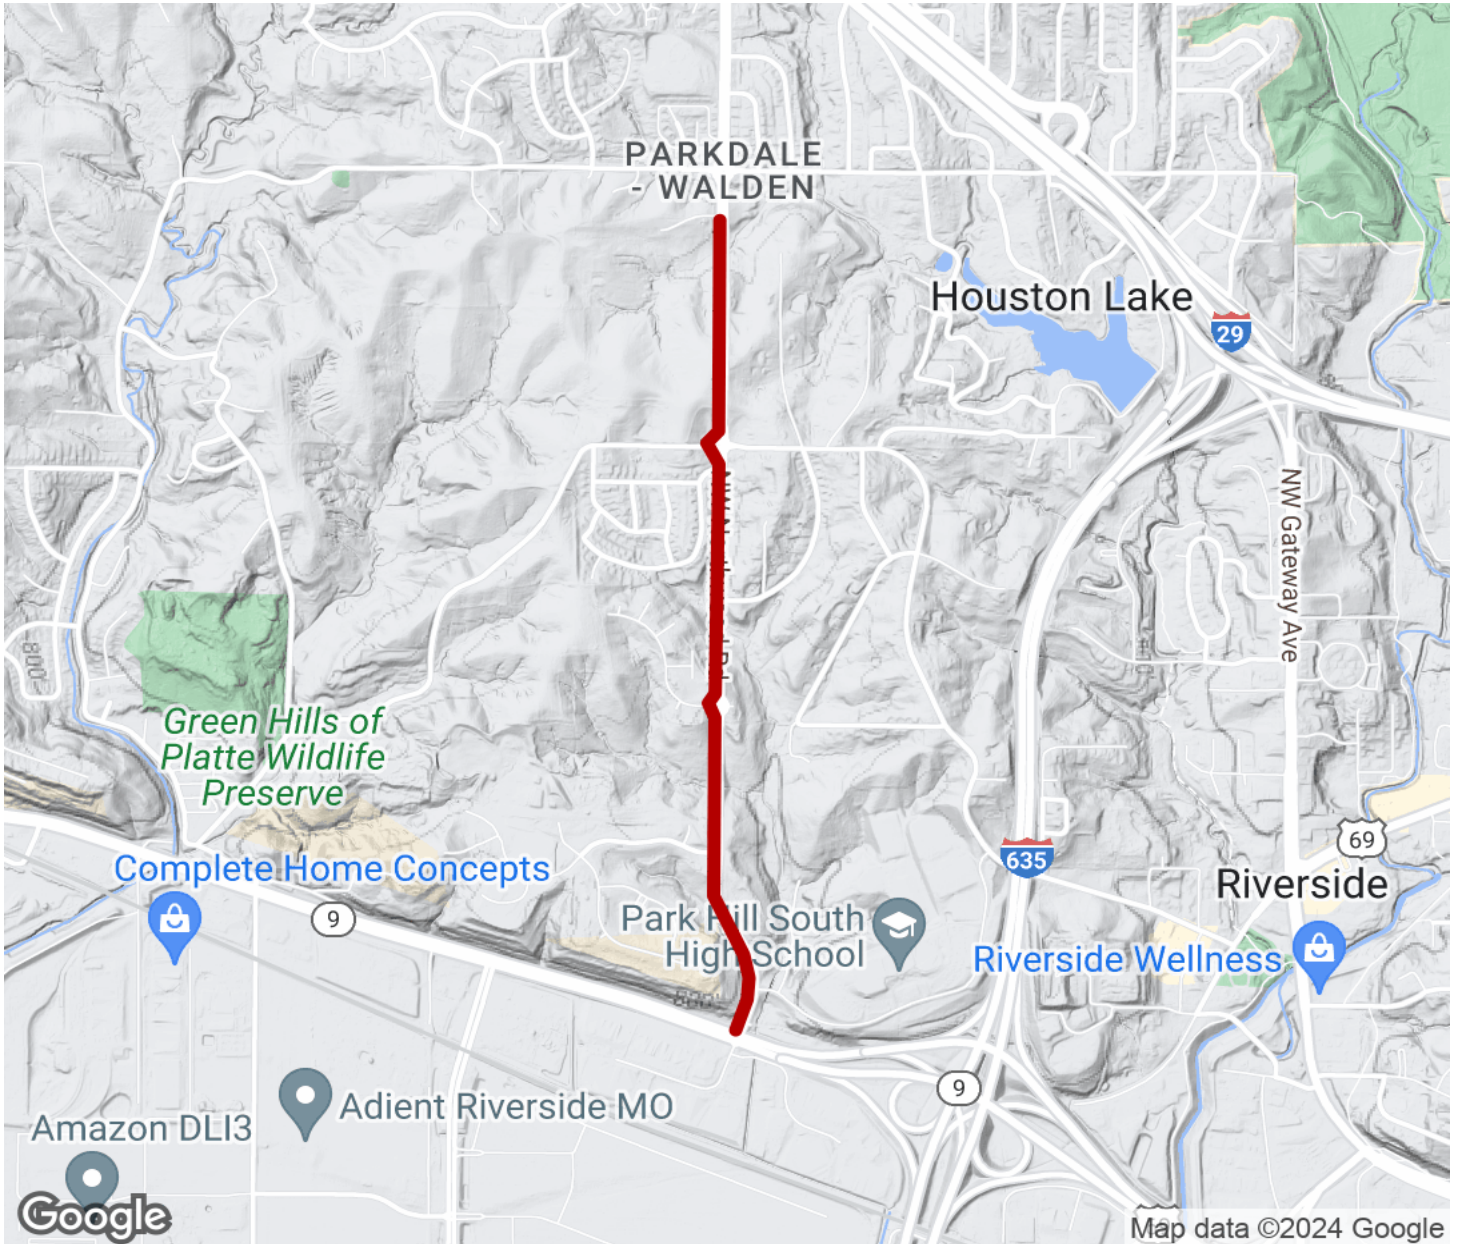 PARKDALE
- WALDEN
Houston Lake
29
NW Gateway Ave
800'
Green Hills of
Platte Wildlife
Preserve
69
635
Riverside
Complete Home Concepts
9
Park Hill South
High School
Riverside Wellness
9
Adient Riverside MO
Amazon DLI3
Google
Map data ©2024 Google